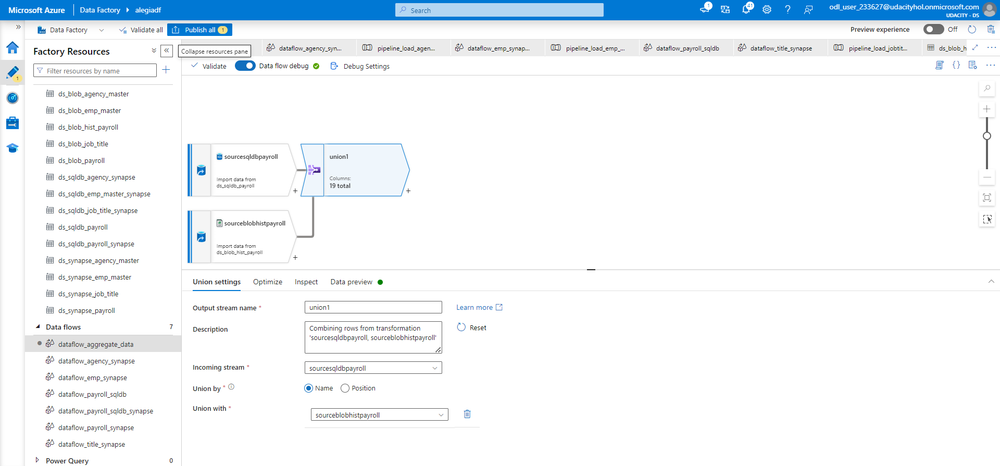 Microsoft Azure
Data Factory
alegiadf
Search
1
41
odl_user_233627@udacityhol.onmicrosoft.com
UDACITY - DS
Data Factory
Validate all
Publish all
1
Preview experience
Off
Factory Resources
Collapse resources pane
dataflow_agency_syn...
pipeline_load_agen...
dataflow_emp_synap...
pipeline_load_emp_...
dataflow_payroll_sqldb
dataflow_title_synapse
pipeline_load_jobtit...
ds_blob_h
Filter resources by name
Validate
Data flow debug
Debug Settings
1
ds_blob_agency_master
ds_blob_emp_master
ds_blob_hist_payroll
ds_blob_job_title
ds_blob_payroll
ds_sqldb_agency_synapse
ds_sqldb_emp_master_synapse
ds_sqldb_job_title_synapse
ds_sqldb_payroll
ds_sqldb_payroll_synapse
ds_synapse_agency_master
ds_synapse_emp_master
ds_synapse_job_title
ds_synapse_payroll
Data flows
7
dataflow_aggregate_data
dataflow_agency_synapse
dataflow_emp_synapse
dataflow_payroll_sqldb
dataflow_payroll_sqldb_synapse
dataflow_payroll_synapse
dataflow_title_synapse
Power Query
0
sourcesqldbpayroll
Import data from
ds_sqldb_payroll
union1
Columns:
19 total
sourceblobhistpayroll
Import data from
ds_blob_hist_payroll
Union settings
Optimize
Inspect
Data preview
Output stream name *
union1
Learn more
Description
Combining rows from transformation
'sourcesqldbpayroll, sourceblobhistpayroll'
Reset
Incoming stream *
sourcesqldbpayroll
Union by *
Name
Position
Union with *
sourceblobhistpayroll